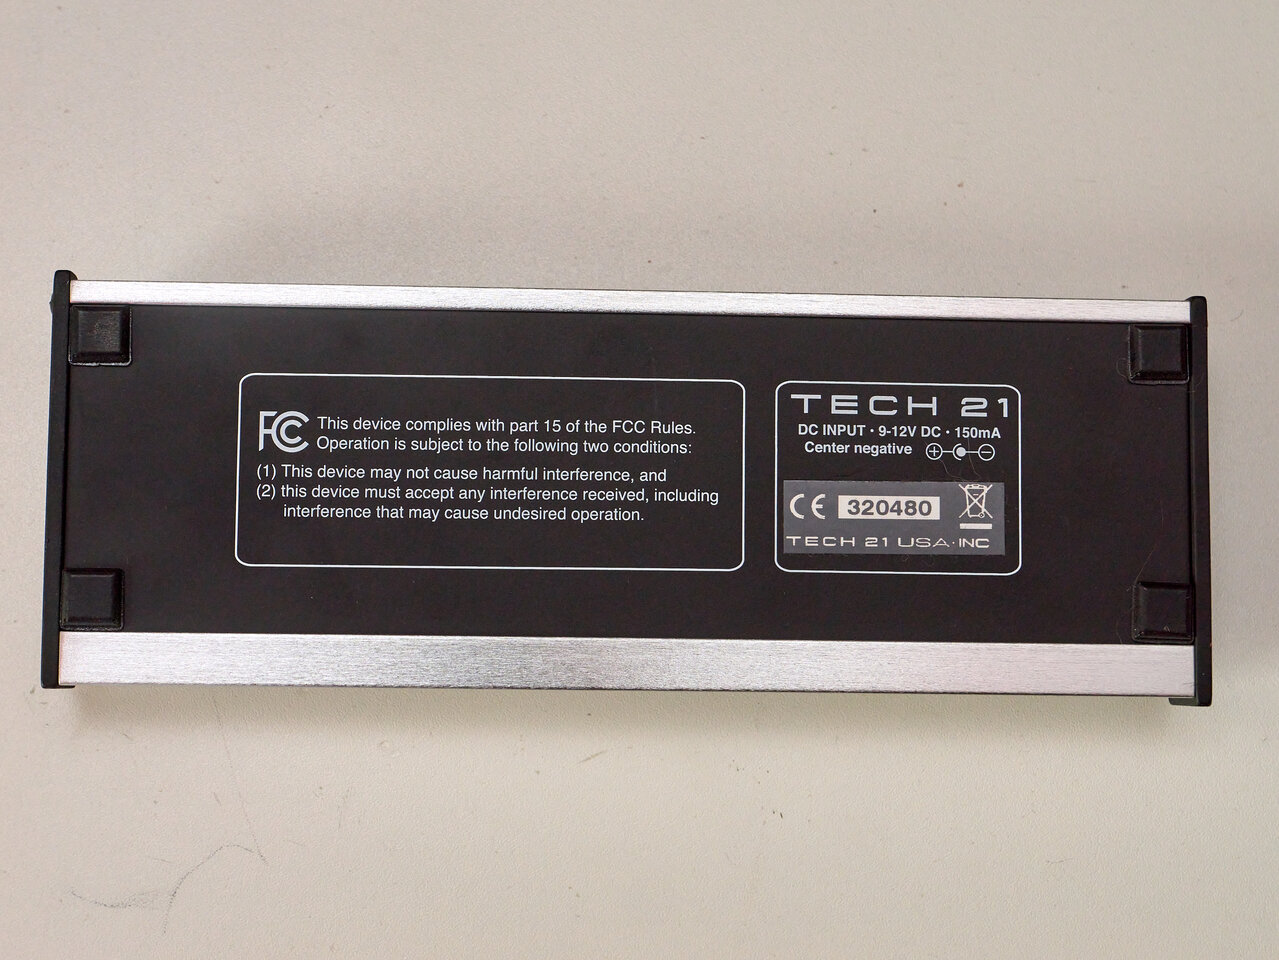 FCC This device complies with part 15 of the FCC Rules.
Operation is subject to the following two conditions:
(1) This device may not cause harmful interference, and
(2) this device must accept any interference received, including
interference that may cause undesired operation.
TECH 21
DC INPUT · 9-12V DC · 150mA
Center negative + −
CE 320480
TECH 21 USA·INC